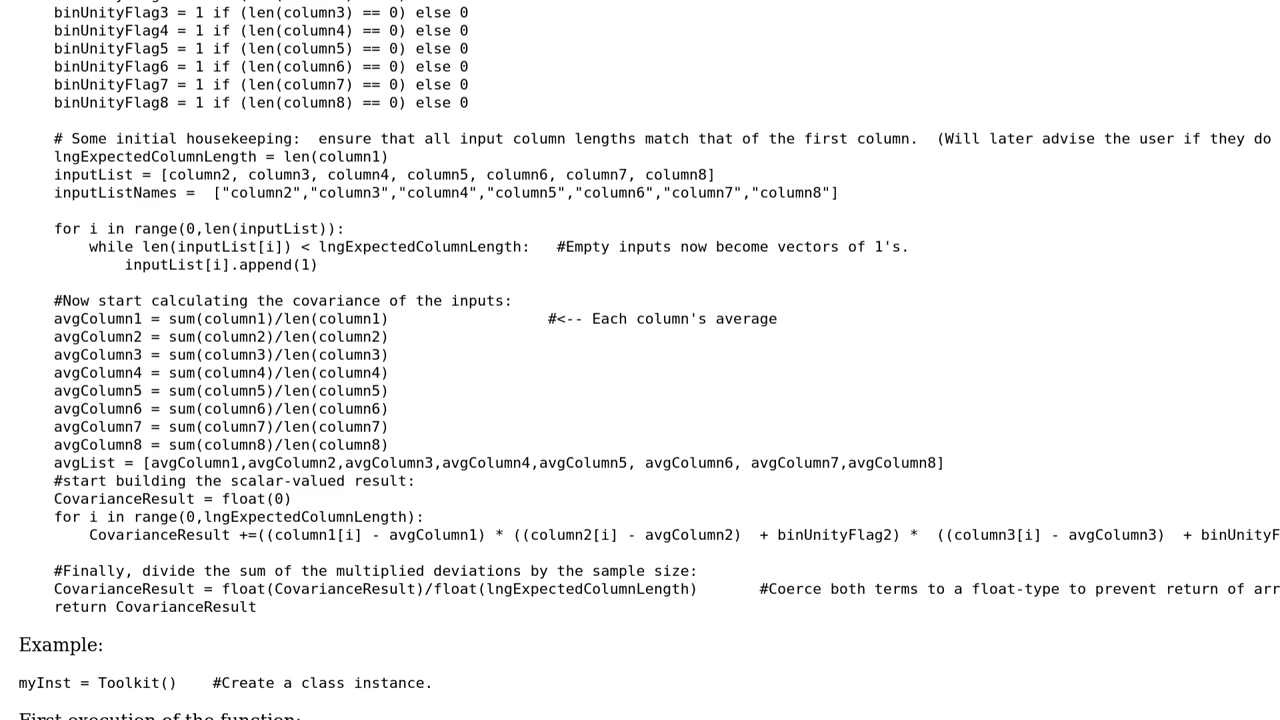 binUnityFlag3 = 1 if (len(column3) == 0) else 0
binUnityFlag4 = 1 if (len(column4) == 0) else 0
binUnityFlag5 = 1 if (len(column5) == 0) else 0
binUnityFlag6 = 1 if (len(column6) == 0) else 0
binUnityFlag7 = 1 if (len(column7) == 0) else 0
binUnityFlag8 = 1 if (len(column8) == 0) else 0
# Some initial housekeeping:  ensure that all input column lengths match that of the first column.  (Will later advise the user if they do
lngExpectedColumnLength = len(column1)
inputList = [column2, column3, column4, column5, column6, column7, column8]
inputListNames =  ["column2","column3","column4","column5","column6","column7","column8"]
for i in range(0,len(inputList)):
while len(inputList[i]) < lngExpectedColumnLength:   #Empty inputs now become vectors of 1's.
inputList[i].append(1)
#Now start calculating the covariance of the inputs:
avgColumn1 = sum(column1)/len(column1)                  #<-- Each column's average
avgColumn2 = sum(column2)/len(column2)
avgColumn3 = sum(column3)/len(column3)
avgColumn4 = sum(column4)/len(column4)
avgColumn5 = sum(column5)/len(column5)
avgColumn6 = sum(column6)/len(column6)
avgColumn7 = sum(column7)/len(column7)
avgColumn8 = sum(column8)/len(column8)
avgList = [avgColumn1,avgColumn2,avgColumn3,avgColumn4,avgColumn5, avgColumn6, avgColumn7,avgColumn8]
#start building the scalar-valued result:
CovarianceResult = float(0)
for i in range(0,lngExpectedColumnLength):
CovarianceResult +=((column1[i] - avgColumn1) * ((column2[i] - avgColumn2)  + binUnityFlag2) *  ((column3[i] - avgColumn3)  + binUnityF
#Finally, divide the sum of the multiplied deviations by the sample size:
CovarianceResult = float(CovarianceResult)/float(lngExpectedColumnLength)       #Coerce both terms to a float-type to prevent return of arr
return CovarianceResult
Example:
myInst = Toolkit()    #Create a class instance.
First execution of the function: